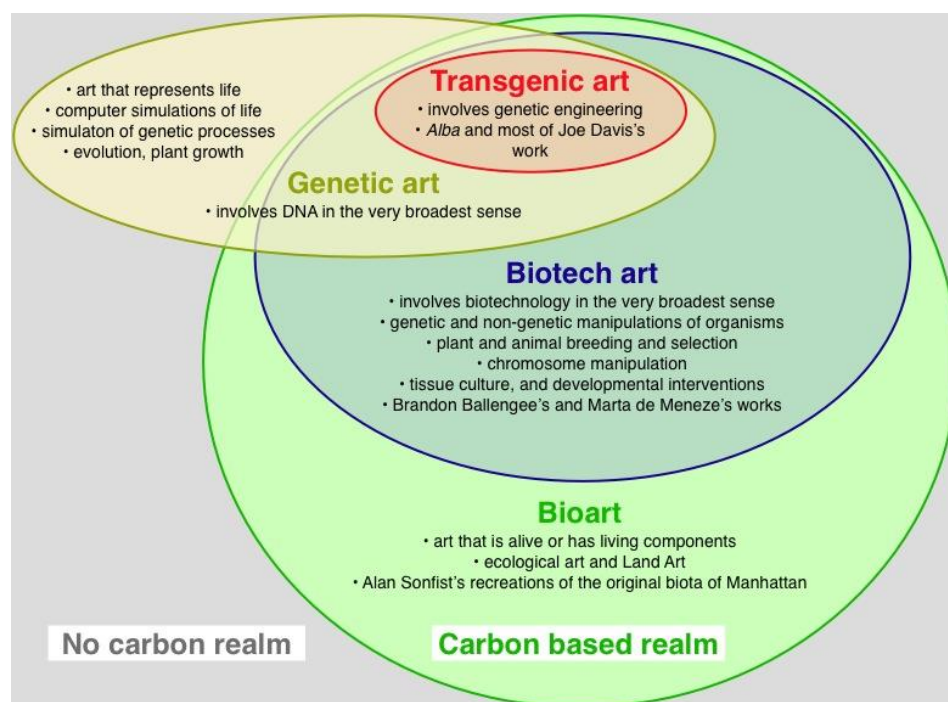 • art that represents life
• computer simulations of life
• simulaton of genetic processes
• evolution, plant growth
Transgenic art
• involves genetic engineering
• Alba and most of Joe Davis's
work
Genetic art
• involves DNA in the very broadest sense
Biotech art
• involves biotechnology in the very broadest sense
• genetic and non-genetic manipulations of organisms
• plant and animal breeding and selection
• chromosome manipulation
• tissue culture, and developmental interventions
• Brandon Ballengee's and Marta de Meneze's works
Bioart
• art that is alive or has living components
• ecological art and Land Art
• Alan Sonfist's recreations of the original biota of Manhattan
No carbon realm
Carbon based realm